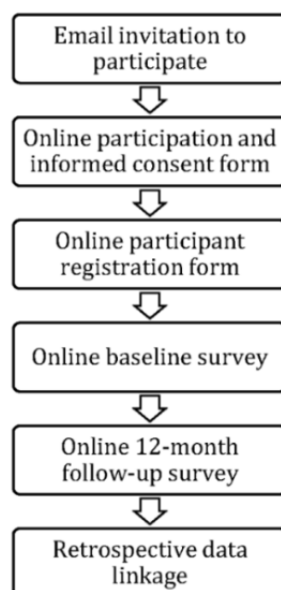 Email invitation to
participate
Online participation and
informed consent form
Online participant
registration form
Online baseline survey
Online 12-month
follow-up survey
Retrospective data
linkage